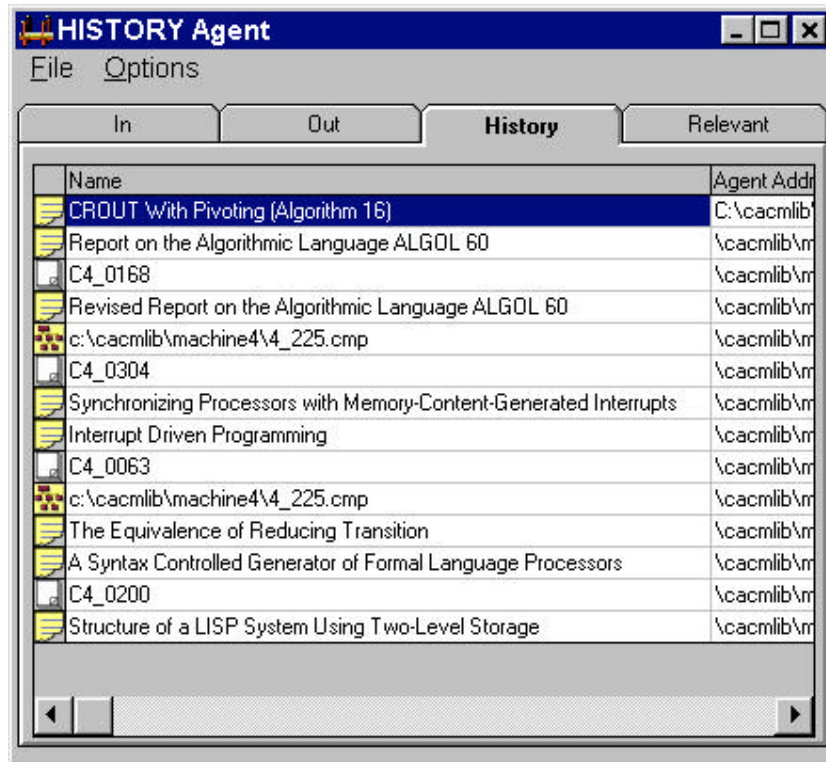 HISTORY Agent
File Options
In Out History Relevant
Name Agent Addr
CROUT With Pivoting (Algorithm 16) C:\cacmlib\
Report on the Algorithmic Language ALGOL 60 \cacmlib\m
C4_0168 \cacmlib\m
Revised Report on the Algorithmic Language ALGOL 60 \cacmlib\m
c:\cacmlib\machine4\4_225.cmp \cacmlib\m
C4_0304 \cacmlib\m
Synchronizing Processors with Memory-Content-Generated Interrupts \cacmlib\m
Interrupt Driven Programming \cacmlib\m
C4_0063 \cacmlib\m
c:\cacmlib\machine4\4_225.cmp \cacmlib\m
The Equivalence of Reducing Transition \cacmlib\m
A Syntax Controlled Generator of Formal Language Processors \cacmlib\m
C4_0200 \cacmlib\m
Structure of a LISP System Using Two-Level Storage \cacmlib\m